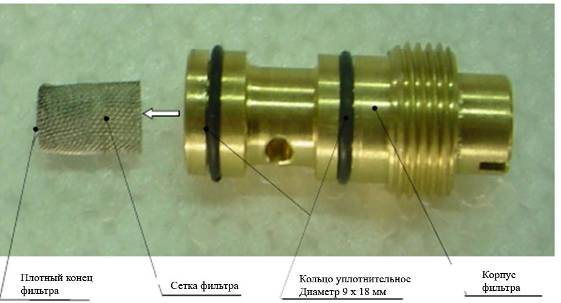 Плотный конец
фильтра
Сетка фильтра
Кольцо уплотнительное
Диаметр 9 х 18 мм
Корпус
фильтра